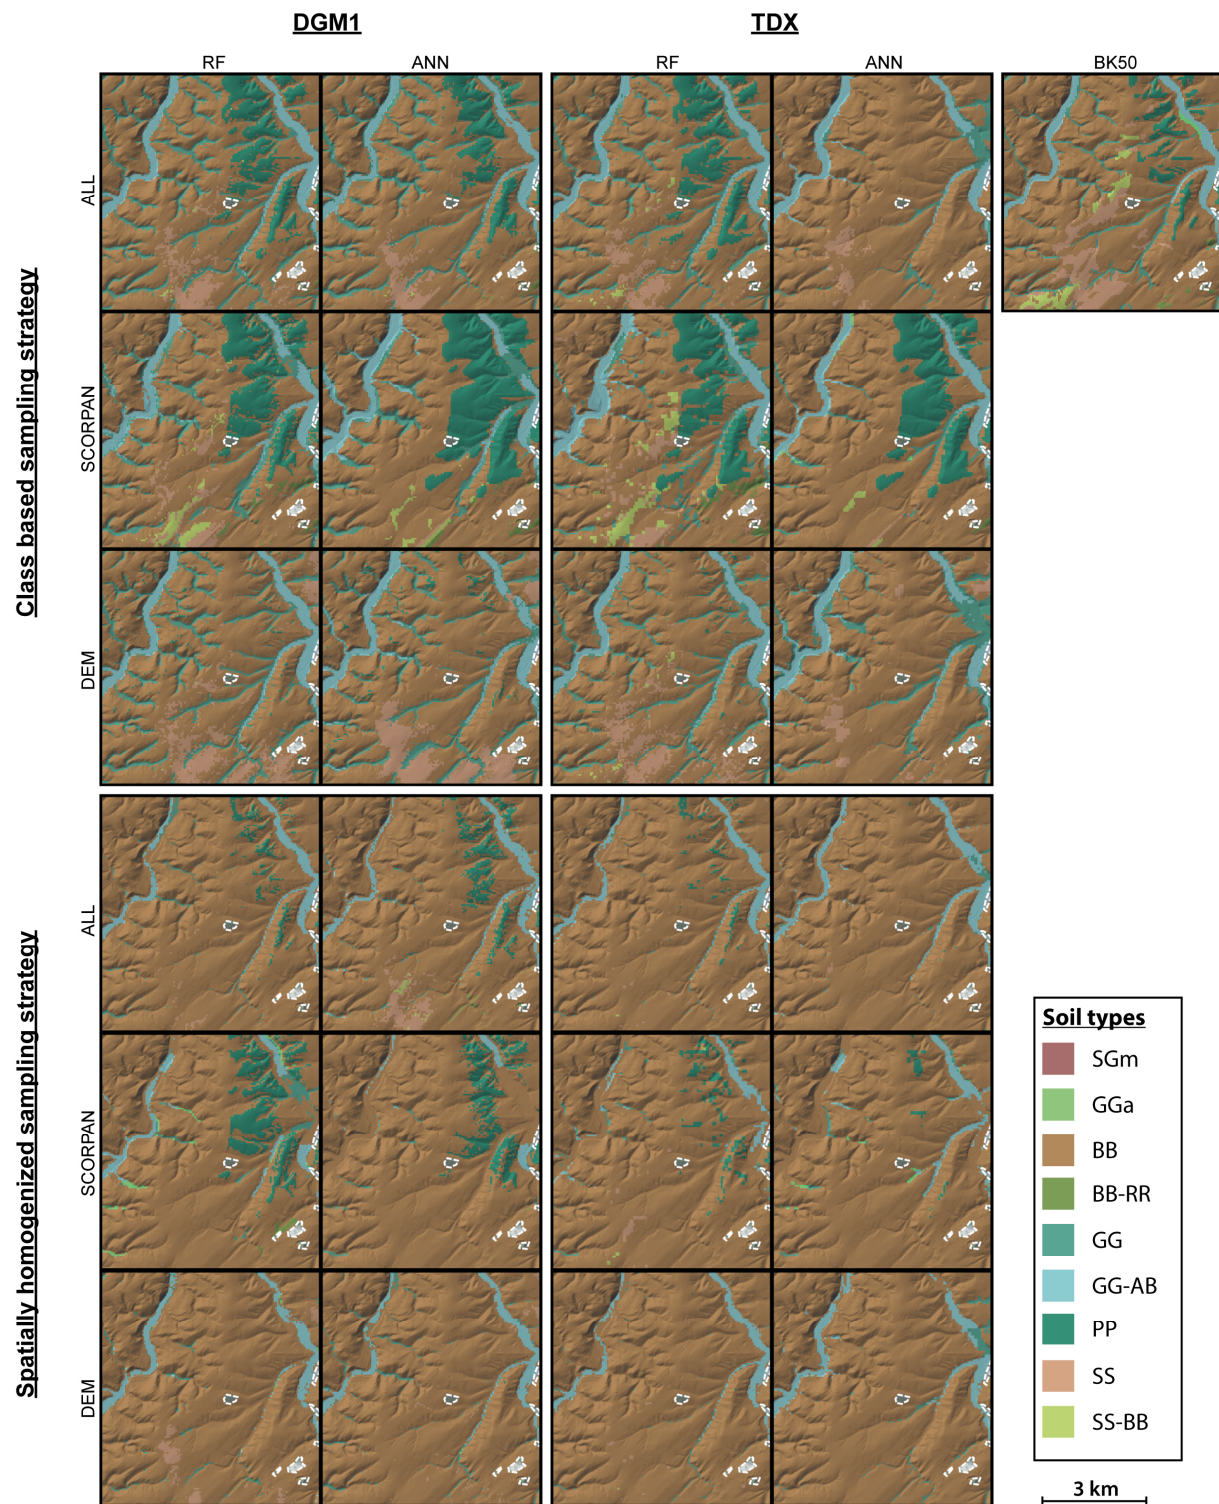 DGM1
TDX
RF
ANN
RF
ANN
BK50
Class based sampling strategy
ALL
SCORPAN
DEM
Spatially homogenized sampling strategy
ALL
SCORPAN
DEM
Soil types
SGm
GGa
BB
BB-RR
GG
GG-AB
PP
SS
SS-BB
3 km